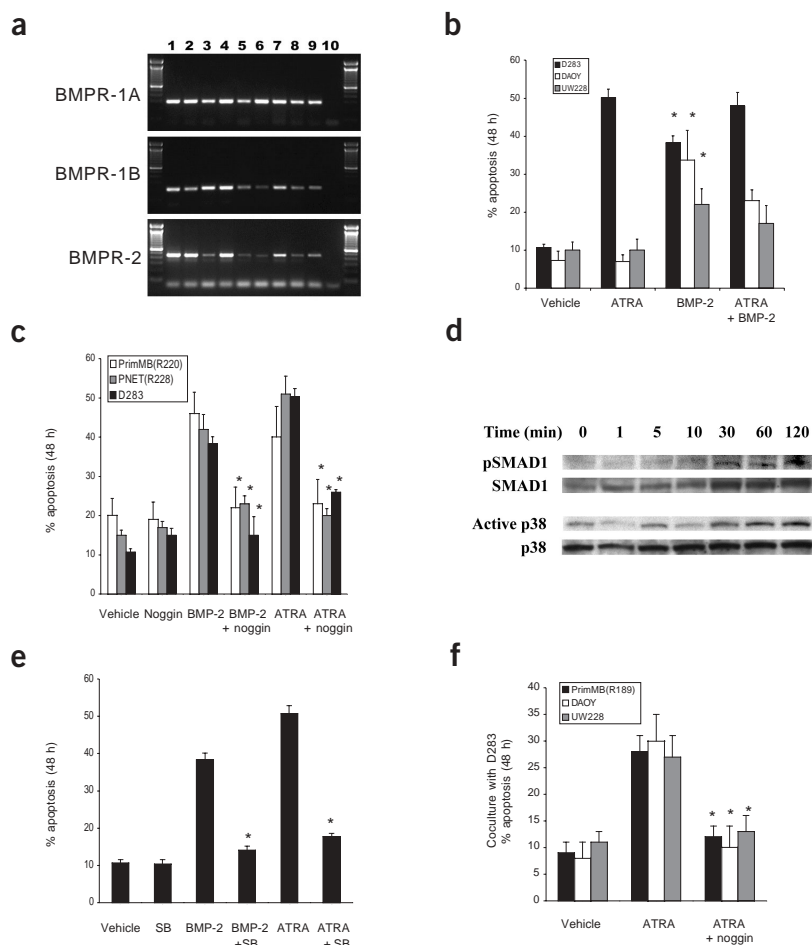 a
1 2 3 4 5 6 7 8 9 10
BMPR-1A
BMPR-1B
BMPR-2
b
% apoptosis (48 h)
60
50
40
30
20
10
0
D283
DAOY
UW228
* * *
Vehicle ATRA BMP-2 ATRA
+ BMP-2
c
% apoptosis (48 h)
60
50
40
30
20
10
0
PrimMB(R220)
PNET(R228)
D283
* * *
* * *
Vehicle Noggin BMP-2 BMP-2 ATRA ATRA
+ noggin + noggin
d
Time (min) 0 1 5 10 30 60 120
pSMAD1
SMAD1
Active p38
p38
e
% apoptosis (48 h)
60
50
40
30
20
10
0
*
*
Vehicle SB BMP-2 BMP-2 ATRA ATRA
+SB + SB
f
Coculture with D283
% apoptosis (48 h)
40
35
30
25
20
15
10
5
0
PrimMB(R189)
DAOY
UW228
* * *
Vehicle ATRA ATRA
+ noggin